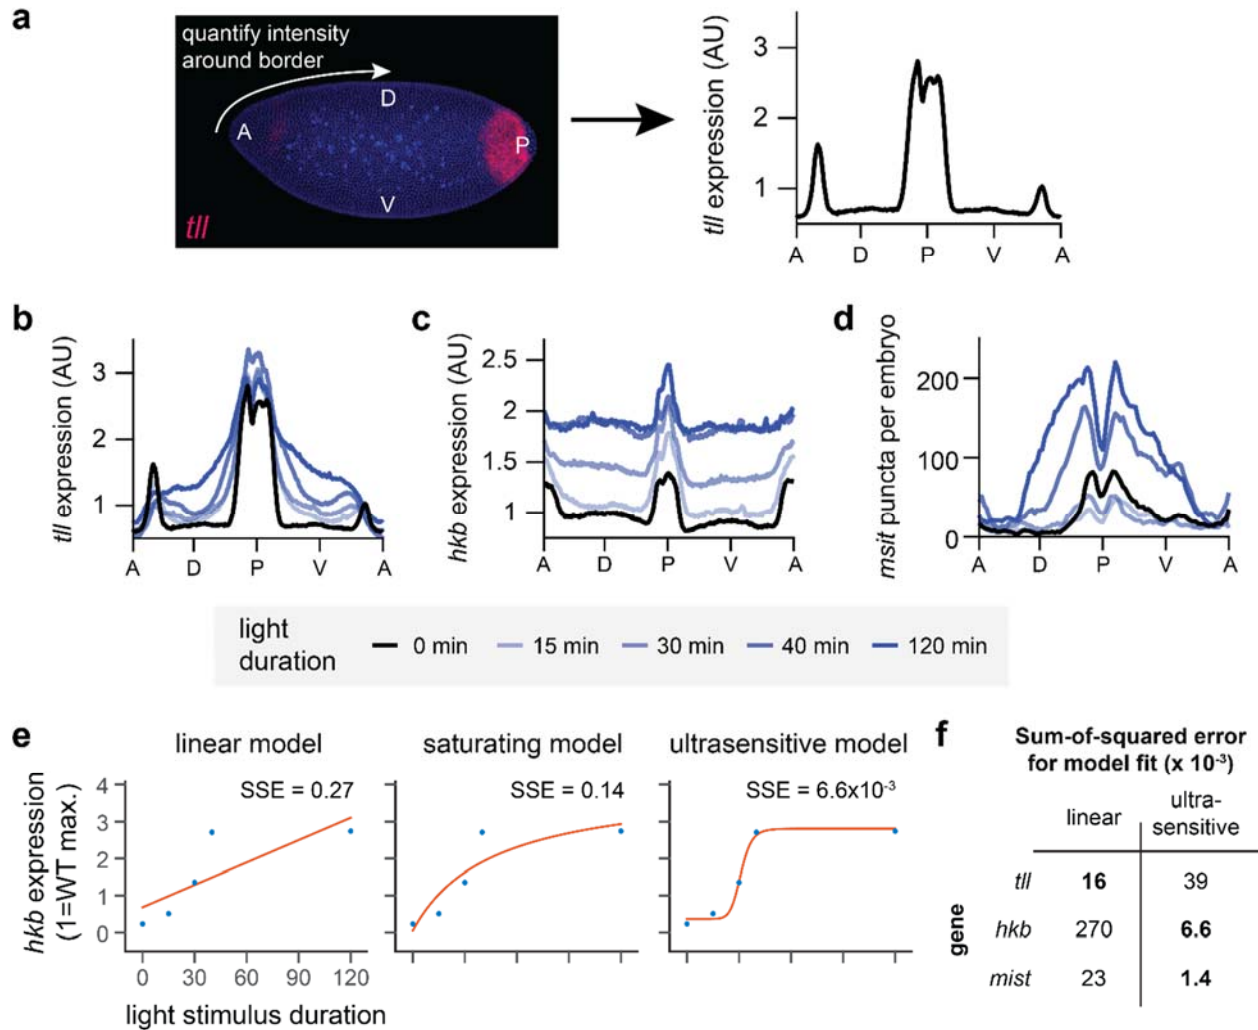 a
quantify intensity
around border
A
D
P
V
tll
tll expression (AU)
3
2
1
A D P V A
b
tll expression (AU)
3
2
1
A D P V A
c
hkb expression (AU)
2.5
2
1.5
1
A D P V A
d
msit puncta per embryo
200
100
0
A D P V A
light
duration
0 min 15 min 30 min 40 min 120 min
e
linear model
saturating model
ultrasensitive model
SSE = 0.27
SSE = 0.14
SSE = 6.6x10⁻³
hkb expression
(1=WT max.)
4
3
2
1
0
0 30 60 90 120
light stimulus duration
f
Sum-of-squared error
for model fit (x 10⁻³)
linear
ultra-
sensitive
gene
tll 16 39
hkb 270 6.6
mist 23 1.4